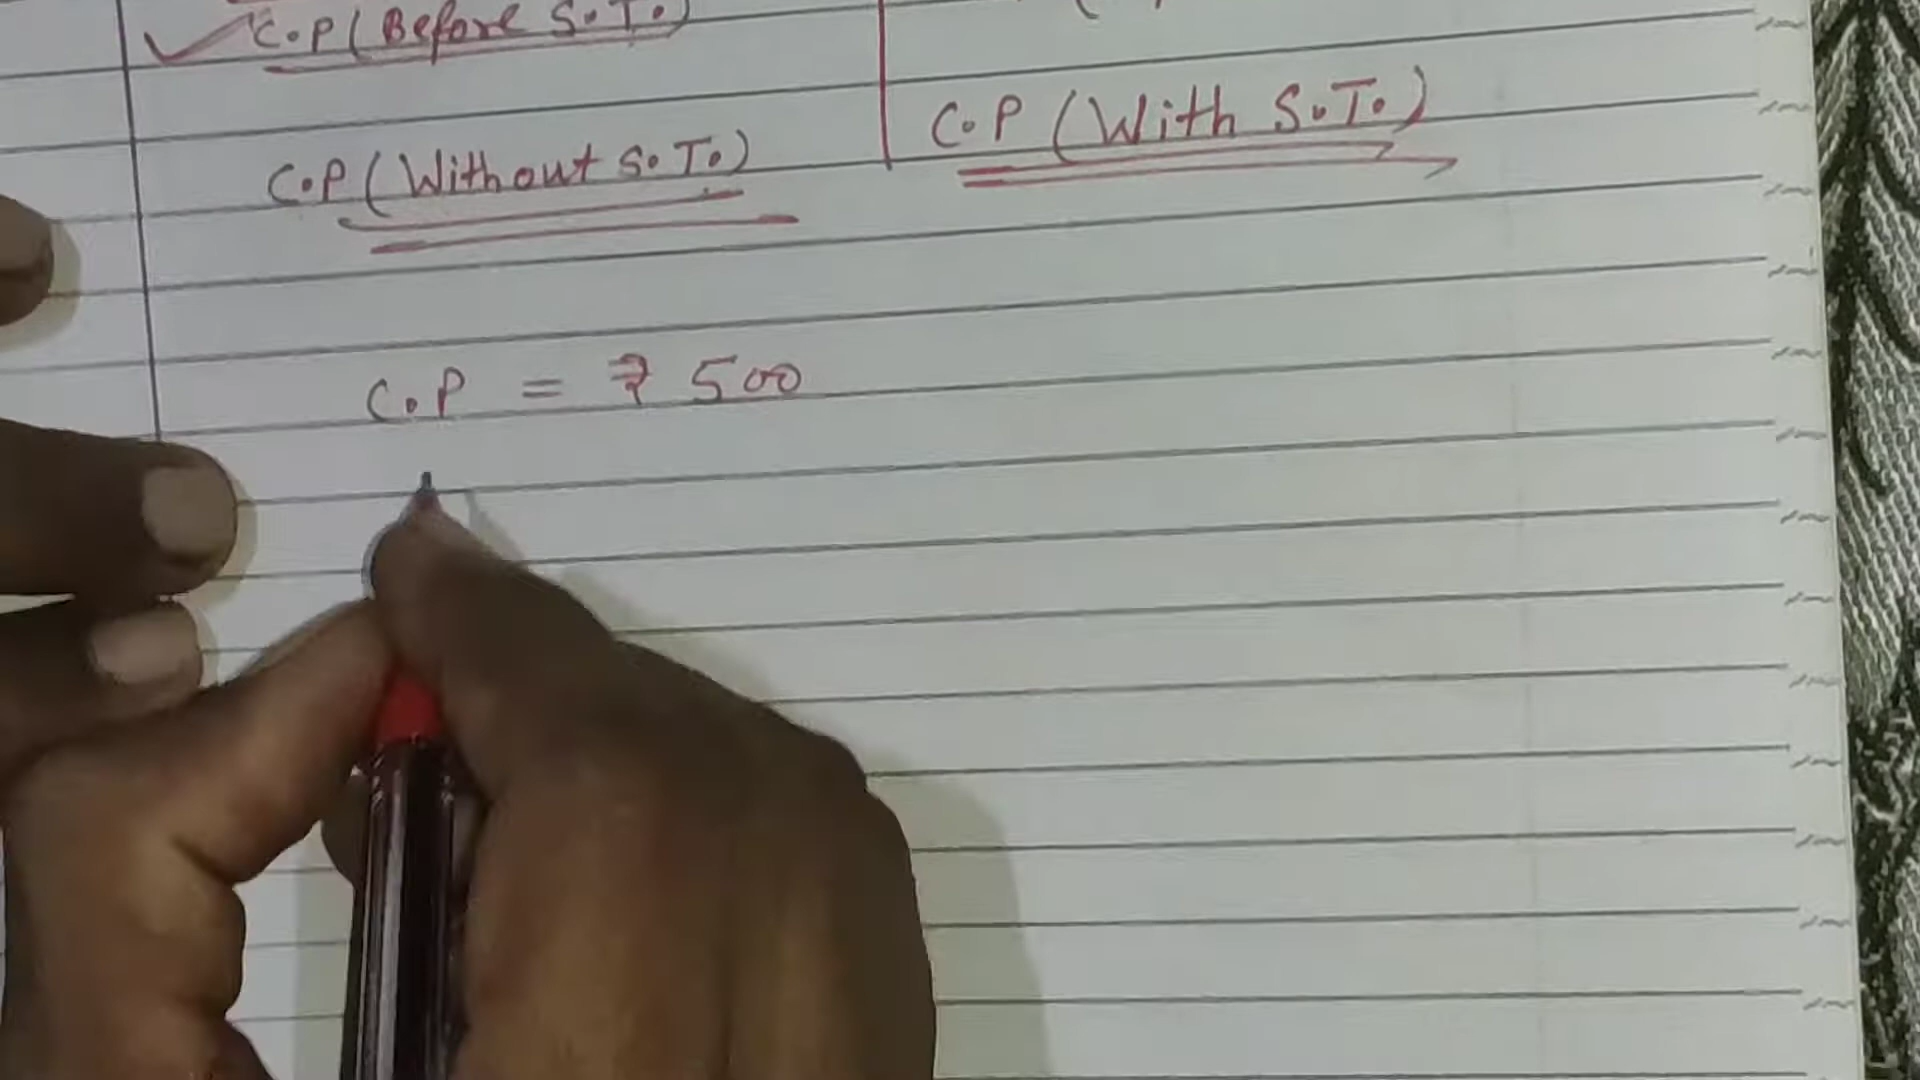 C.P (Before S.T.)
C.P (Without S.T.)
C.P (With S.T.)
C.P = ₹ 500